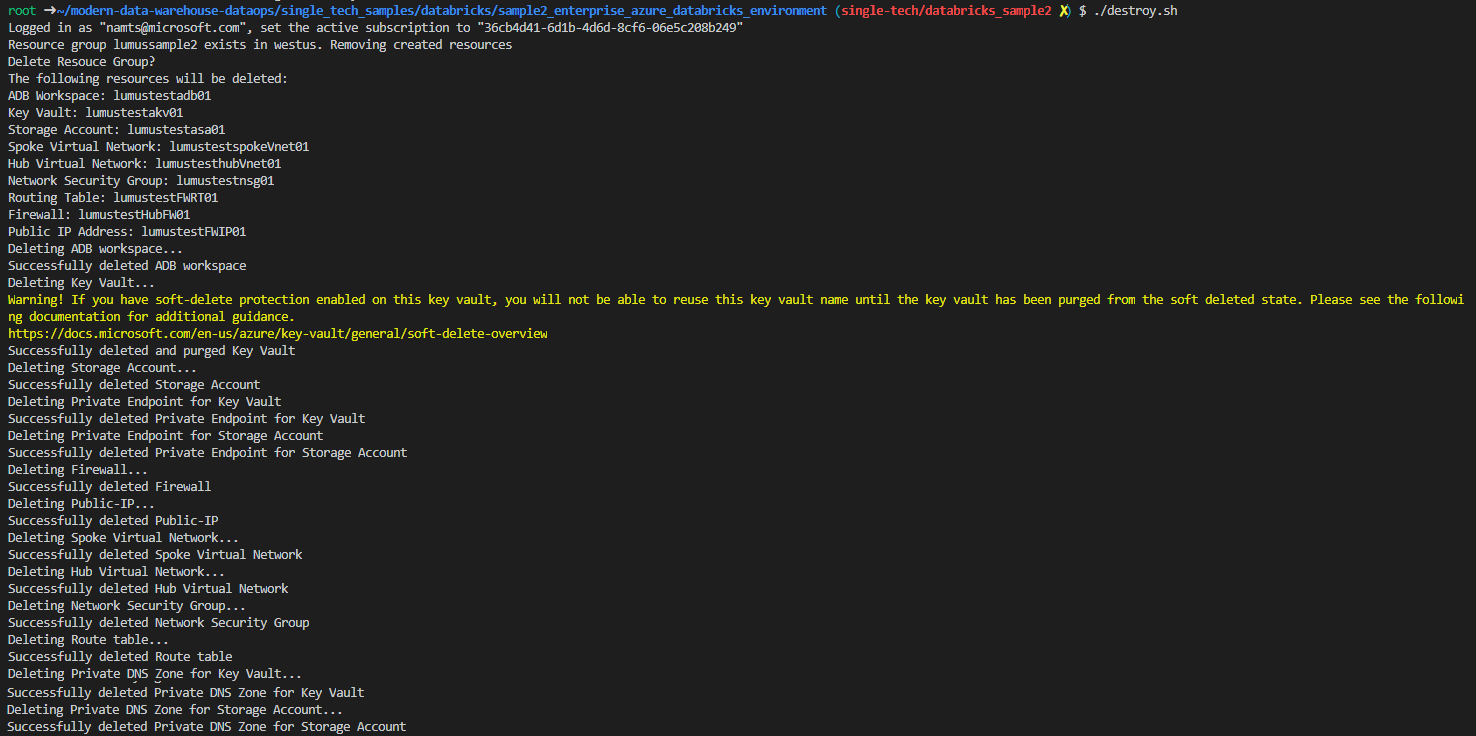 root ➜~/modern-data-warehouse-dataops/single_tech_samples/databricks/sample2_enterprise_azure_databricks_environment (single-tech/databricks_sample2 ✗) $ ./destroy.sh
Logged in as "namts@microsoft.com", set the active subscription to "36cb4d41-6d1b-4d6d-8cf6-06e5c208b249"
Resource group lumussample2 exists in westus. Removing created resources
Delete Resouce Group?
The following resources will be deleted:
ADB Workspace: lumustestadb01
Key Vault: lumustestakv01
Storage Account: lumustestasa01
Spoke Virtual Network: lumustestspokeVnet01
Hub Virtual Network: lumustesthubVnet01
Network Security Group: lumustestnsg01
Routing Table: lumustestFWRT01
Firewall: lumustestHubFW01
Public IP Address: lumustestFWIP01
Deleting ADB workspace...
Successfully deleted ADB workspace
Deleting Key Vault...
Warning! If you have soft-delete protection enabled on this key vault, you will not be able to reuse this key vault name until the key vault has been purged from the soft deleted state. Please see the followi
ng documentation for additional guidance.
https://docs.microsoft.com/en-us/azure/key-vault/general/soft-delete-overview
Successfully deleted and purged Key Vault
Deleting Storage Account...
Successfully deleted Storage Account
Deleting Private Endpoint for Key Vault
Successfully deleted Private Endpoint for Key Vault
Deleting Private Endpoint for Storage Account
Successfully deleted Private Endpoint for Storage Account
Deleting Firewall...
Successfully deleted Firewall
Deleting Public-IP...
Successfully deleted Public-IP
Deleting Spoke Virtual Network...
Successfully deleted Spoke Virtual Network
Deleting Hub Virtual Network...
Successfully deleted Hub Virtual Network
Deleting Network Security Group...
Successfully deleted Network Security Group
Deleting Route table...
Successfully deleted Route table
Deleting Private DNS Zone for Key Vault...
Successfully deleted Private DNS Zone for Key Vault
Deleting Private DNS Zone for Storage Account...
Successfully deleted Private DNS Zone for Storage Account